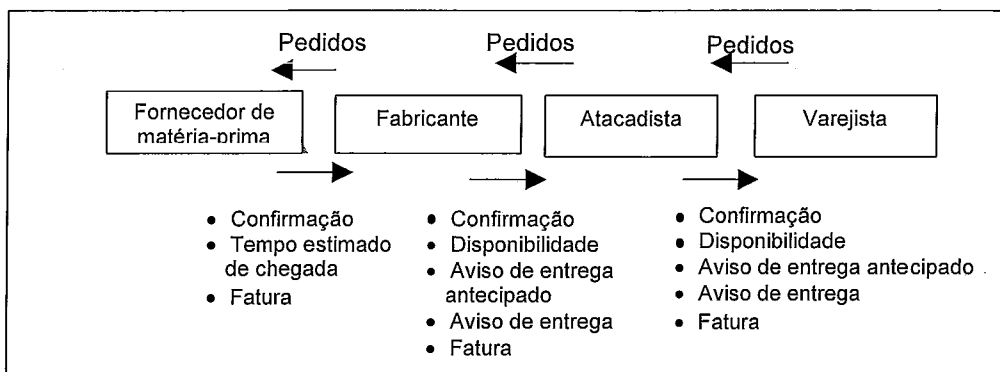 Pedidos Pedidos Pedidos
Fornecedor de
matéria-prima
Fabricante
Atacadista
Varejista
• Confirmação
• Tempo estimado
de chegada
• Fatura
• Confirmação
• Disponibilidade
• Aviso de entrega
antecipado
• Aviso de entrega
• Fatura
• Confirmação
• Disponibilidade
• Aviso de entrega antecipado
• Aviso de entrega
• Fatura